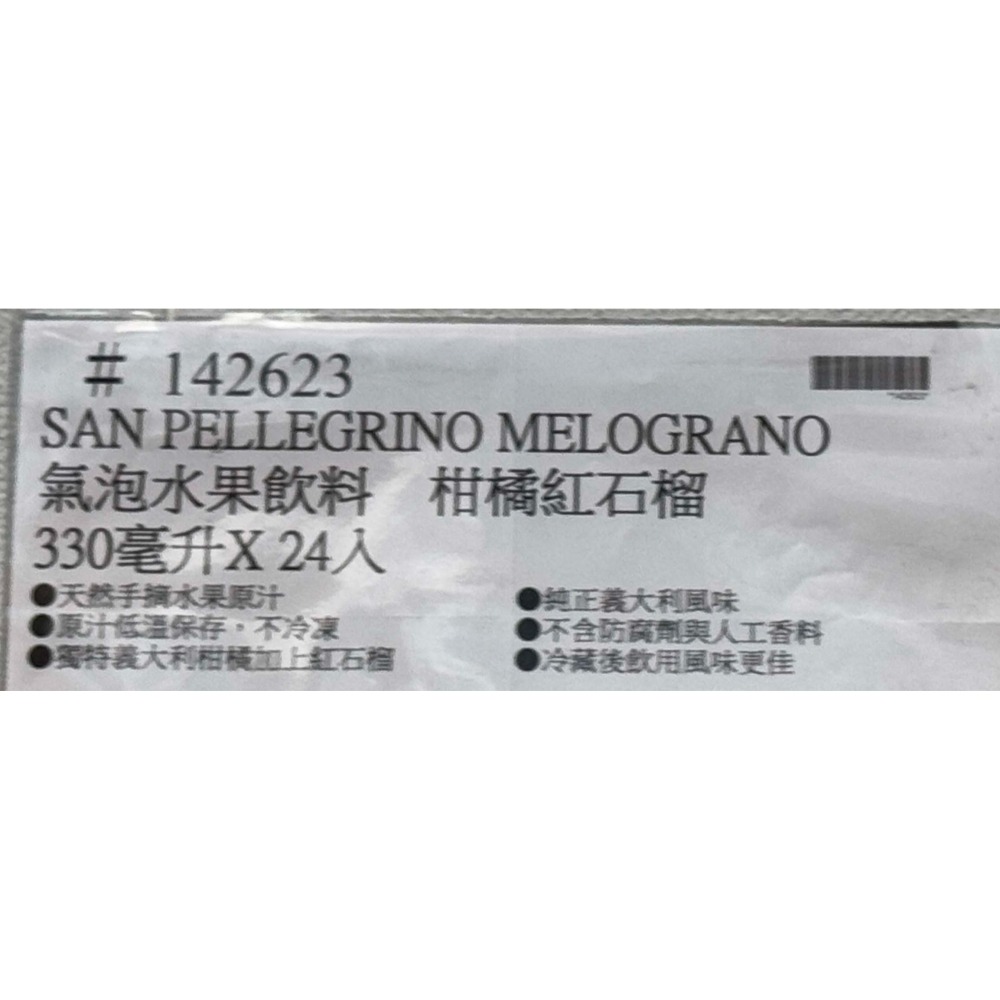 # 142623
SAN PELLEGRINO MELOGRANO
氣泡水果飲料 柑橘紅石榴
330毫升X 24入
●天然手摘水果原汁
●原汁低溫保存，不冷凍
●獨特義大利柑橘加上紅石榴
●純正義大利風味
●不含防腐劑與人工香料
●冷藏後飲用風味更佳